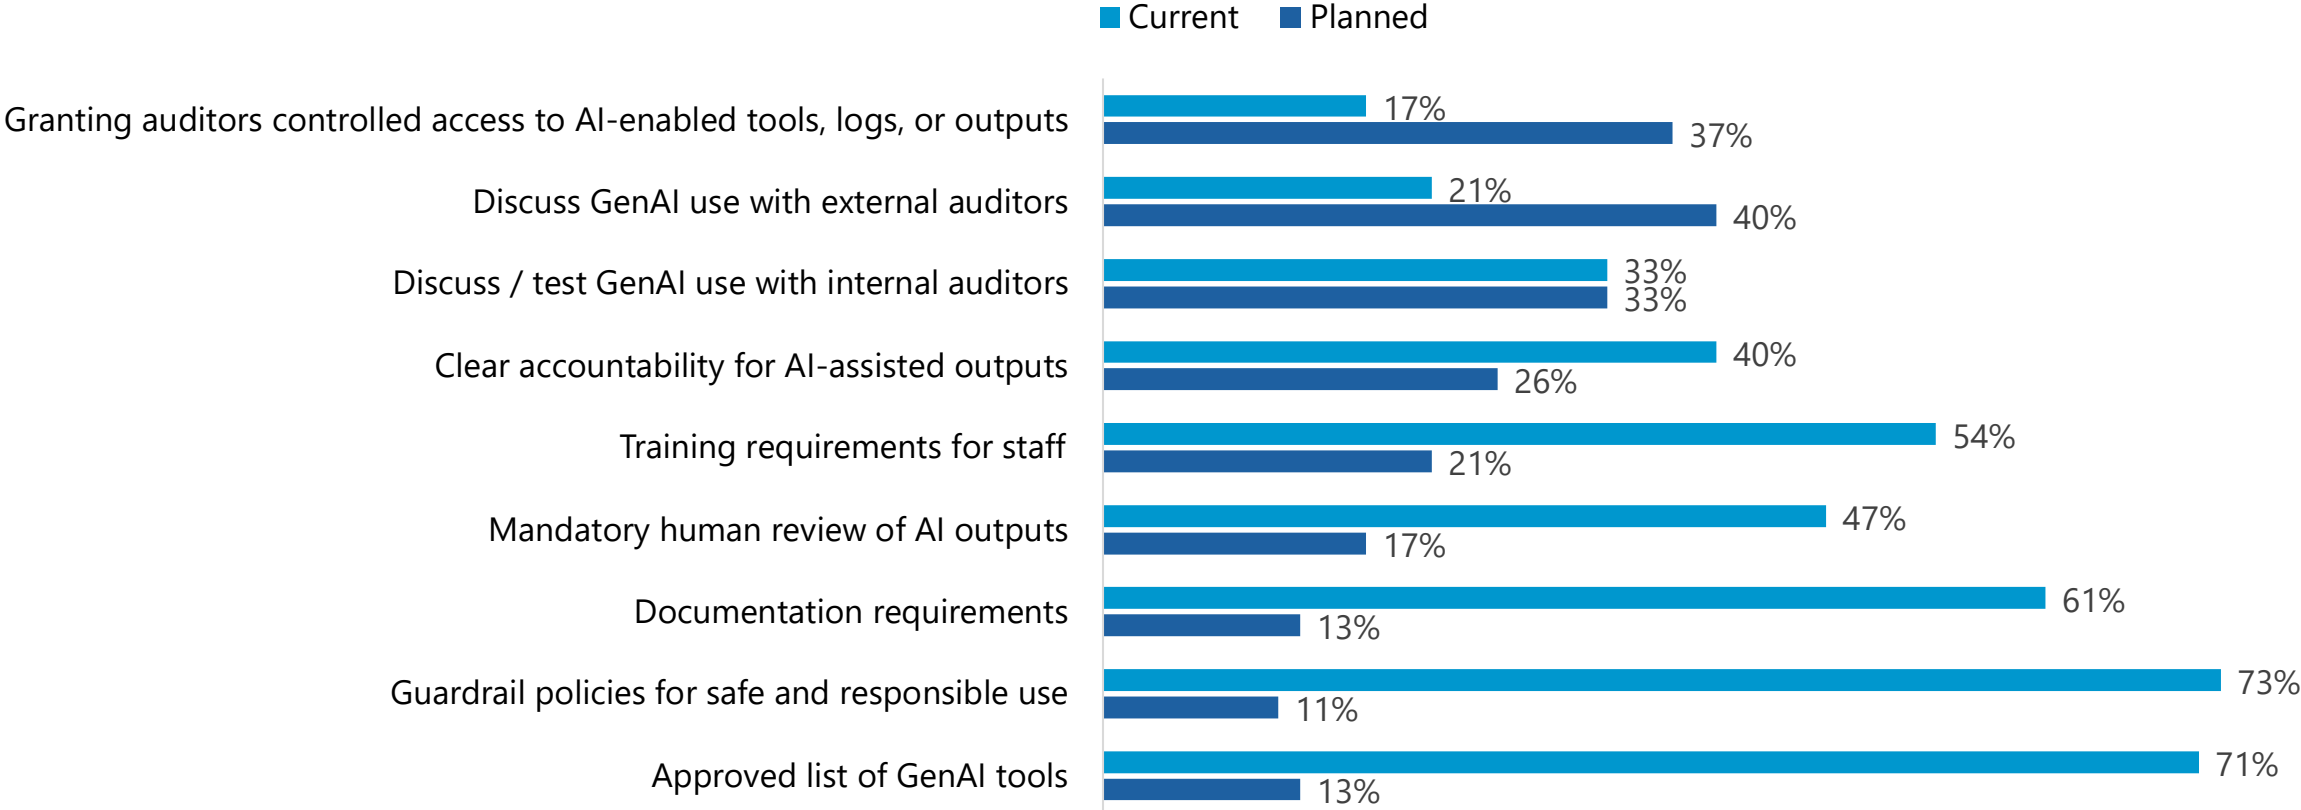 Current Planned
Granting auditors controlled access to AI-enabled tools, logs, or outputs
17%
37%
Discuss GenAI use with external auditors
21%
40%
Discuss / test GenAI use with internal auditors
33%
33%
Clear accountability for AI-assisted outputs
40%
26%
Training requirements for staff
54%
21%
Mandatory human review of AI outputs
47%
17%
Documentation requirements
61%
13%
Guardrail policies for safe and responsible use
73%
11%
Approved list of GenAI tools
71%
13%